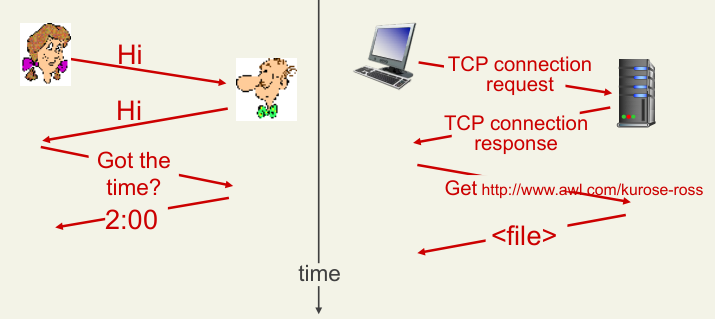 Hi
Hi
Got the
time?
2:00
time
TCP connection
request
TCP connection
response
Get http://www.awl.com/kurose-ross
<file>